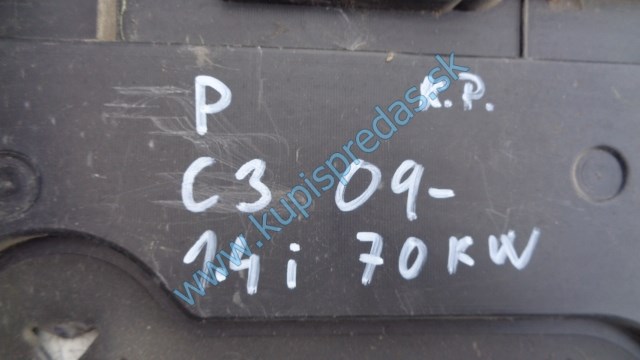 P K.P.
C3 09-
1.4i 70KW
www.kupispredas.sk